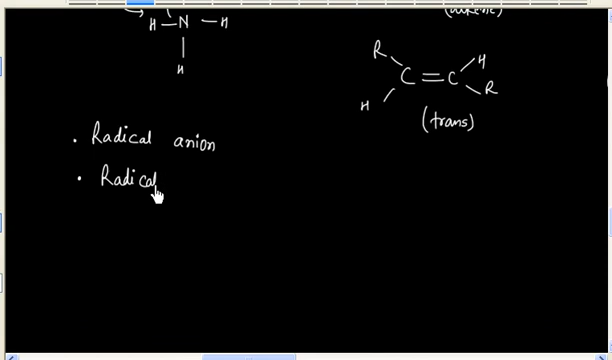 H — N — H
H
R H
C = C
H R
(trans)
. Radical anion
. Radical